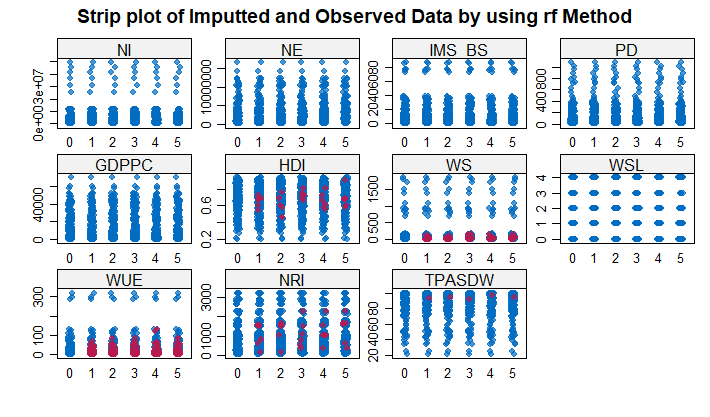 Strip plot of Imputted and Observed Data by using rf Method
NI NE IMS_BS PD
0e+003e+07 0 1000000 0 20406080 0 400800
0 1 2 3 4 5 0 1 2 3 4 5 0 1 2 3 4 5 0 1 2 3 4 5
GDPPC HDI WS WSL
0 40000 0.2 0.6 0 500 1500 0 1 2 3 4
0 1 2 3 4 5 0 1 2 3 4 5 0 1 2 3 4 5 0 1 2 3 4 5
WUE NRI TPASDW
0 100 300 0 1000 3000 20406080
0 1 2 3 4 5 0 1 2 3 4 5 0 1 2 3 4 5